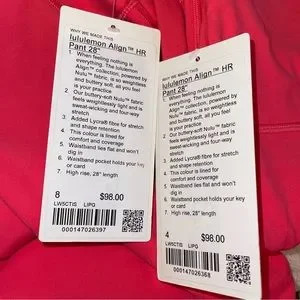 WHY WE MADE THIS
lululemon Align™ HR
Pant 28"
1 When feeling nothing is
everything. The lululemon
Align™ collection, powered by
Nulu™ fabric, is so weightless
and buttery soft, all you
feel is your practice
2 Our buttery-soft Nulu™ fabric
feels weightlessly light and is
sweat-wicking and four-way
stretch
3 Added Lycra® fibre for stretch
and shape retention
4 This colour is lined for
comfort and coverage
5 Waistband lies flat and won't
dig in
6 Waistband pocket holds your key
or card
7 High rise, 28" length
8 $98.00
LW5CTIS LIPG
000147026397
WHY WE MADE THIS
lululemon Align™ HR
Pant 28"
1 When feeling nothing is
everything. The lululemon
Align™ collection, powered by
Nulu™ fabric, is so weightless
and buttery soft, all you
feel is your practice
2 Our buttery-soft Nulu™ fabric
feels weightlessly light and is
sweat-wicking and four-way
stretch
3 Added Lycra® fibre for
stretch and shape retention
4 This colour is lined for
comfort and coverage
5 Waistband lies flat and won't
dig in
6 Waistband pocket holds your key
or card
7 High rise, 28" length
4 $98.00
LW5CTIS LIPG
000147026368